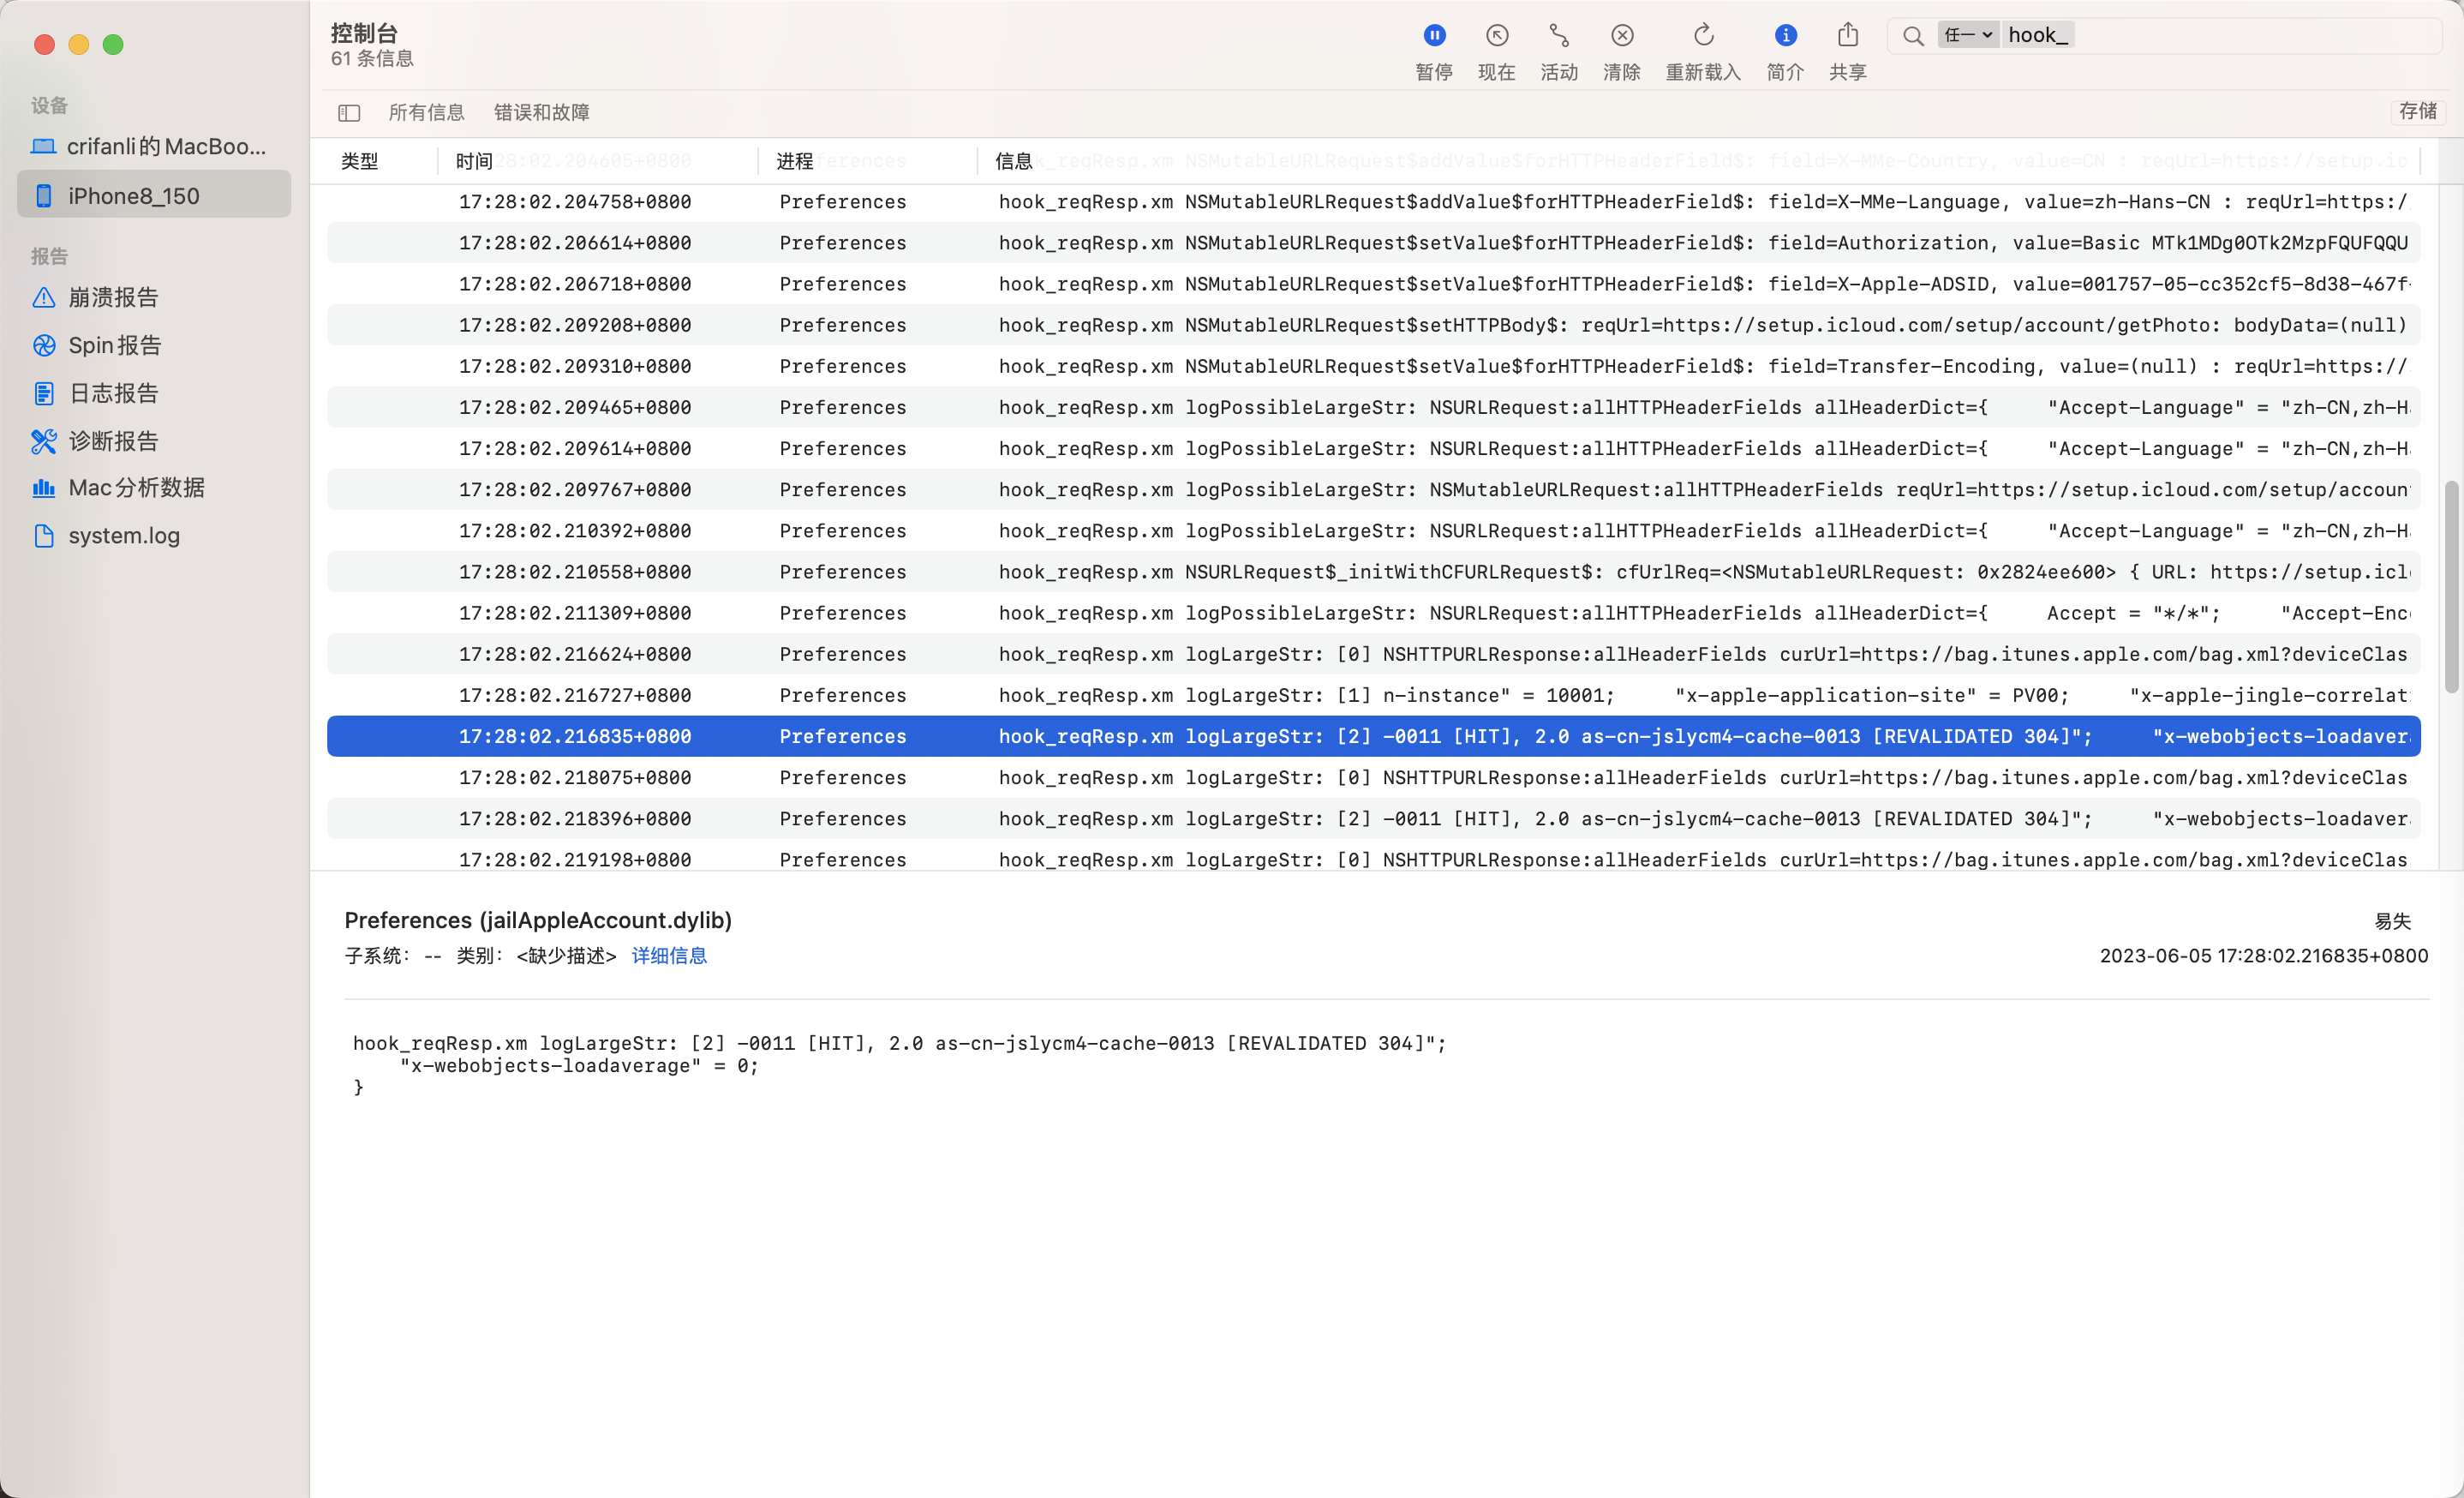 控制台
61 条信息
暂停
现在
活动
清除
重新载入
简介
共享
任一
hook_
所有信息
错误和故障
存储
设备
crifanli的MacBoo...
iPhone8_150
报告
崩溃报告
Spin报告
日志报告
诊断报告
Mac分析数据
system.log
类型 时间 进程 信息
17:28:02.204758+0800 Preferences hook_reqResp.xm NSMutableURLRequest$addValue$forHTTPHeaderField$: field=X-MMe-Language, value=zh-Hans-CN : reqUrl=https:/
17:28:02.206614+0800 Preferences hook_reqResp.xm NSMutableURLRequest$setValue$forHTTPHeaderField$: field=Authorization, value=Basic MTk1MDg0OTk2MzpFQUFQQU
17:28:02.206718+0800 Preferences hook_reqResp.xm NSMutableURLRequest$setValue$forHTTPHeaderField$: field=X-Apple-ADSID, value=001757-05-cc352cf5-8d38-467f
17:28:02.209208+0800 Preferences hook_reqResp.xm NSMutableURLRequest$setHTTPBody$: reqUrl=https://setup.icloud.com/setup/account/getPhoto: bodyData=(null)
17:28:02.209310+0800 Preferences hook_reqResp.xm NSMutableURLRequest$setValue$forHTTPHeaderField$: field=Transfer-Encoding, value=(null) : reqUrl=https://
17:28:02.209465+0800 Preferences hook_reqResp.xm logPossibleLargeStr: NSURLRequest:allHTTPHeaderFields allHeaderDict={ "Accept-Language" = "zh-CN,zh-H
17:28:02.209614+0800 Preferences hook_reqResp.xm logPossibleLargeStr: NSURLRequest:allHTTPHeaderFields allHeaderDict={ "Accept-Language" = "zh-CN,zh-H
17:28:02.209767+0800 Preferences hook_reqResp.xm logPossibleLargeStr: NSMutableURLRequest:allHTTPHeaderFields reqUrl=https://setup.icloud.com/setup/accoun
17:28:02.210392+0800 Preferences hook_reqResp.xm logPossibleLargeStr: NSURLRequest:allHTTPHeaderFields allHeaderDict={ "Accept-Language" = "zh-CN,zh-H
17:28:02.210558+0800 Preferences hook_reqResp.xm NSURLRequest$_initWithCFURLRequest$: cfUrlReq=<NSMutableURLRequest: 0x2824ee600> { URL: https://setup.icl
17:28:02.211309+0800 Preferences hook_reqResp.xm logPossibleLargeStr: NSURLRequest:allHTTPHeaderFields allHeaderDict={ Accept = "*/*"; "Accept-Enc
17:28:02.216624+0800 Preferences hook_reqResp.xm logLargeStr: [0] NSHTTPURLResponse:allHeaderFields curUrl=https://bag.itunes.apple.com/bag.xml?deviceClas
17:28:02.216727+0800 Preferences hook_reqResp.xm logLargeStr: [1] n-instance" = 10001; "x-apple-application-site" = PV00; "x-apple-jingle-correlat
17:28:02.216835+0800 Preferences hook_reqResp.xm logLargeStr: [2] -0011 [HIT], 2.0 as-cn-jslycm4-cache-0013 [REVALIDATED 304]"; "x-webobjects-loadaver
17:28:02.218075+0800 Preferences hook_reqResp.xm logLargeStr: [0] NSHTTPURLResponse:allHeaderFields curUrl=https://bag.itunes.apple.com/bag.xml?deviceClas
17:28:02.218396+0800 Preferences hook_reqResp.xm logLargeStr: [2] -0011 [HIT], 2.0 as-cn-jslycm4-cache-0013 [REVALIDATED 304]"; "x-webobjects-loadaver
17:28:02.219198+0800 Preferences hook_reqResp.xm logLargeStr: [0] NSHTTPURLResponse:allHeaderFields curUrl=https://bag.itunes.apple.com/bag.xml?deviceClas
Preferences (jailAppleAccount.dylib) 易失
子系统: -- 类别: <缺少描述> 详细信息 2023-06-05 17:28:02.216835+0800
hook_reqResp.xm logLargeStr: [2] -0011 [HIT], 2.0 as-cn-jslycm4-cache-0013 [REVALIDATED 304]";
"x-webobjects-loadaverage" = 0;
}